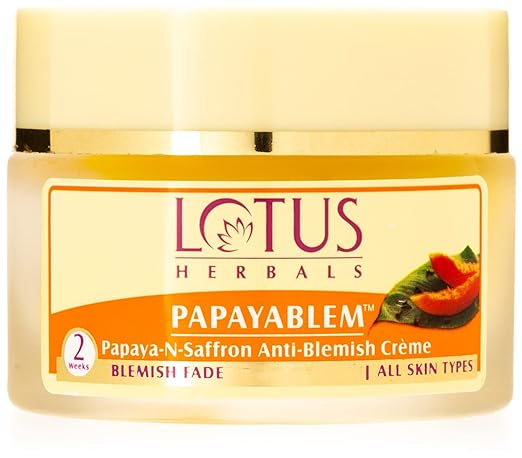 LOTUS
HERBALS
PAPAYABLEM™
2 Weeks
Papaya-N-Saffron Anti-Blemish Crème
BLEMISH FADE | ALL SKIN TYPES